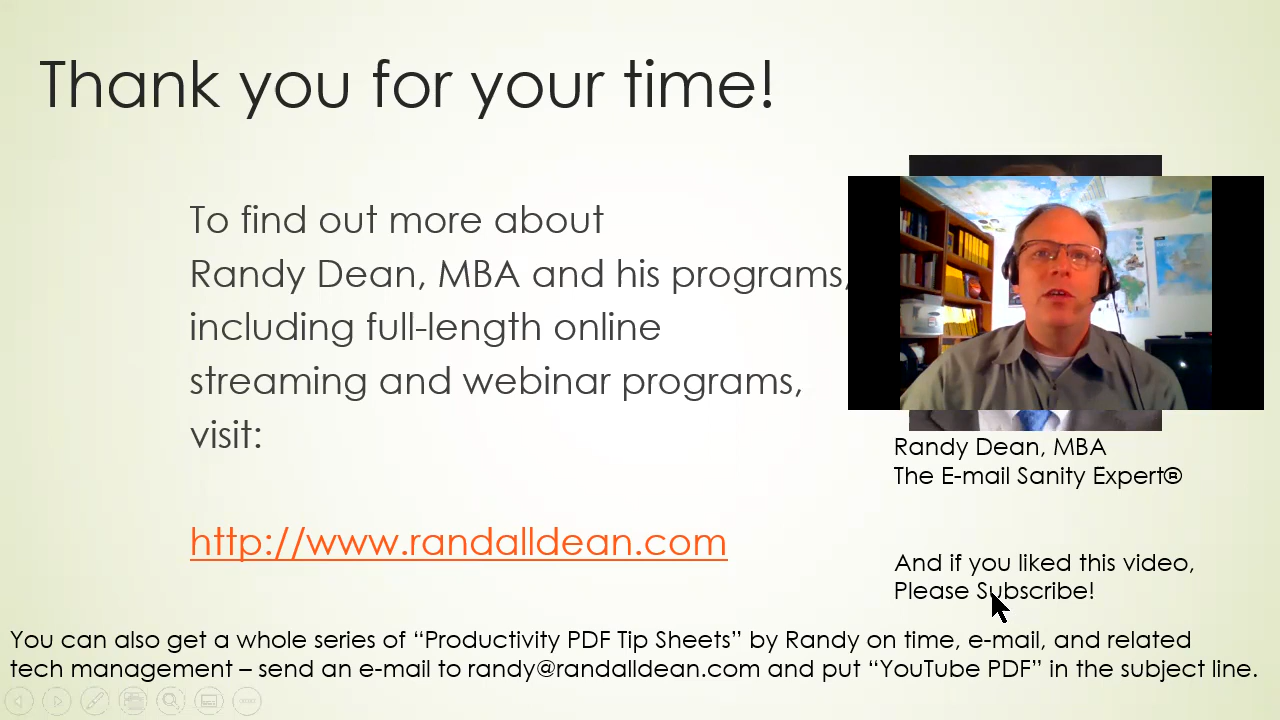 Thank you for your time!
To find out more about
Randy Dean, MBA and his programs,
including full-length online
streaming and webinar programs,
visit:
http://www.randalldean.com
Randy Dean, MBA
The E-mail Sanity Expert®
And if you liked this video,
Please Subscribe!
You can also get a whole series of “Productivity PDF Tip Sheets” by Randy on time, e-mail, and related
tech management – send an e-mail to randy@randalldean.com and put “YouTube PDF” in the subject line.